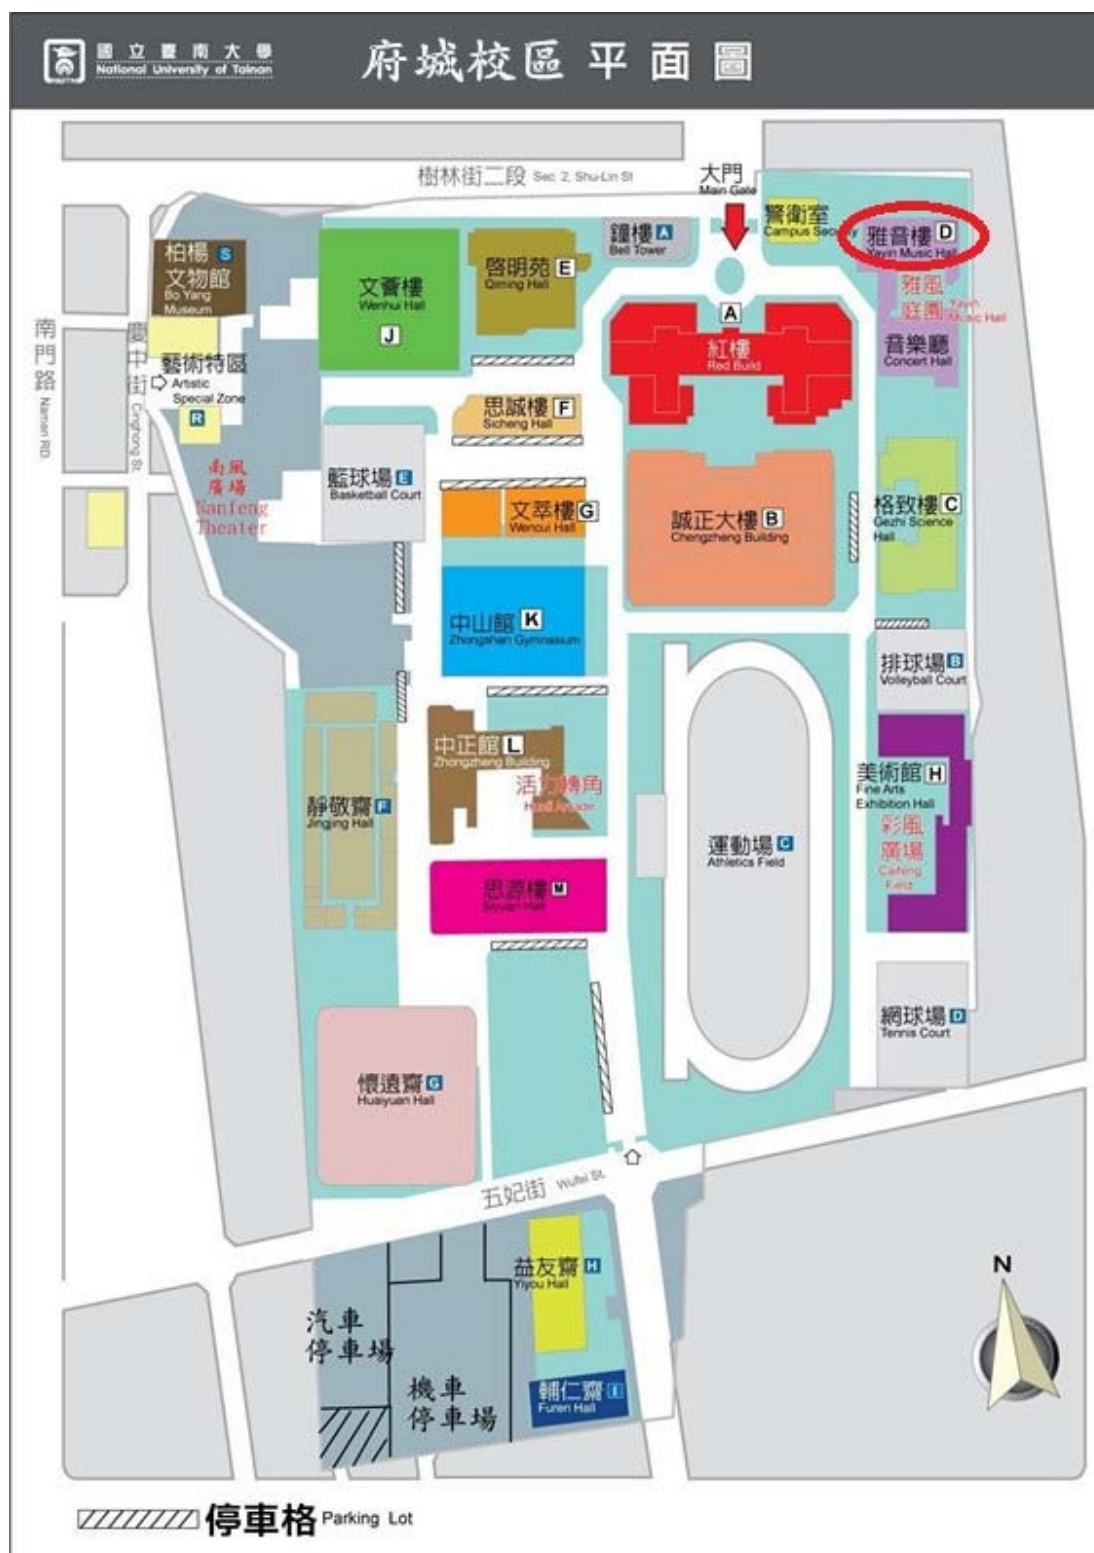 國立臺南大學
National University of Tainan
府城校區平面圖
樹林街二段 Sec 2, Shu-Lin St
大門
Main Gate
警衛室
Campus Security
雅音樓 D
Yayin Music Hall
雅風
庭園 Yayin
Music Hall
音樂廳
Concert Hall
鐘樓 A
Bell Tower
啓明苑 E
Qiming Hall
文薈樓
Wenhui Hall
J
柏楊 S
文物館
Bo Yang
Museum
南門路 Nanmen RD.
慶中街
藝術特區
Artistic
Special Zone
R
南風
廣場
Nanfeng
Theater
A
紅樓
Red Build
思誠樓 F
Sicheng Hall
籃球場 E
Basketball Court
文萃樓 G
Wencui Hall
誠正大樓 B
Chengzheng Building
格致樓 C
Gezhi Science
Hall
中山館 K
Zhongshan Gymnasium
排球場 B
Volleyball Court
中正館 L
Zhongzheng Building
活力轉角
美術館 H
Fine Arts
Exhibition Hall
彩風
廣場
Caifeng
Field
靜敬齋 F
Jingjing Hall
運動場 C
Athletics Field
思源樓 M
Siyuan Hall
網球場 D
Tennis Court
懷遠齋 G
Huaiyuan Hall
五妃街 Wufei St.
益友齋 H
Yiyou Hall
汽車
停車場
機車
停車場
輔仁齋 I
Furen Hall
N
停車格 Parking Lot